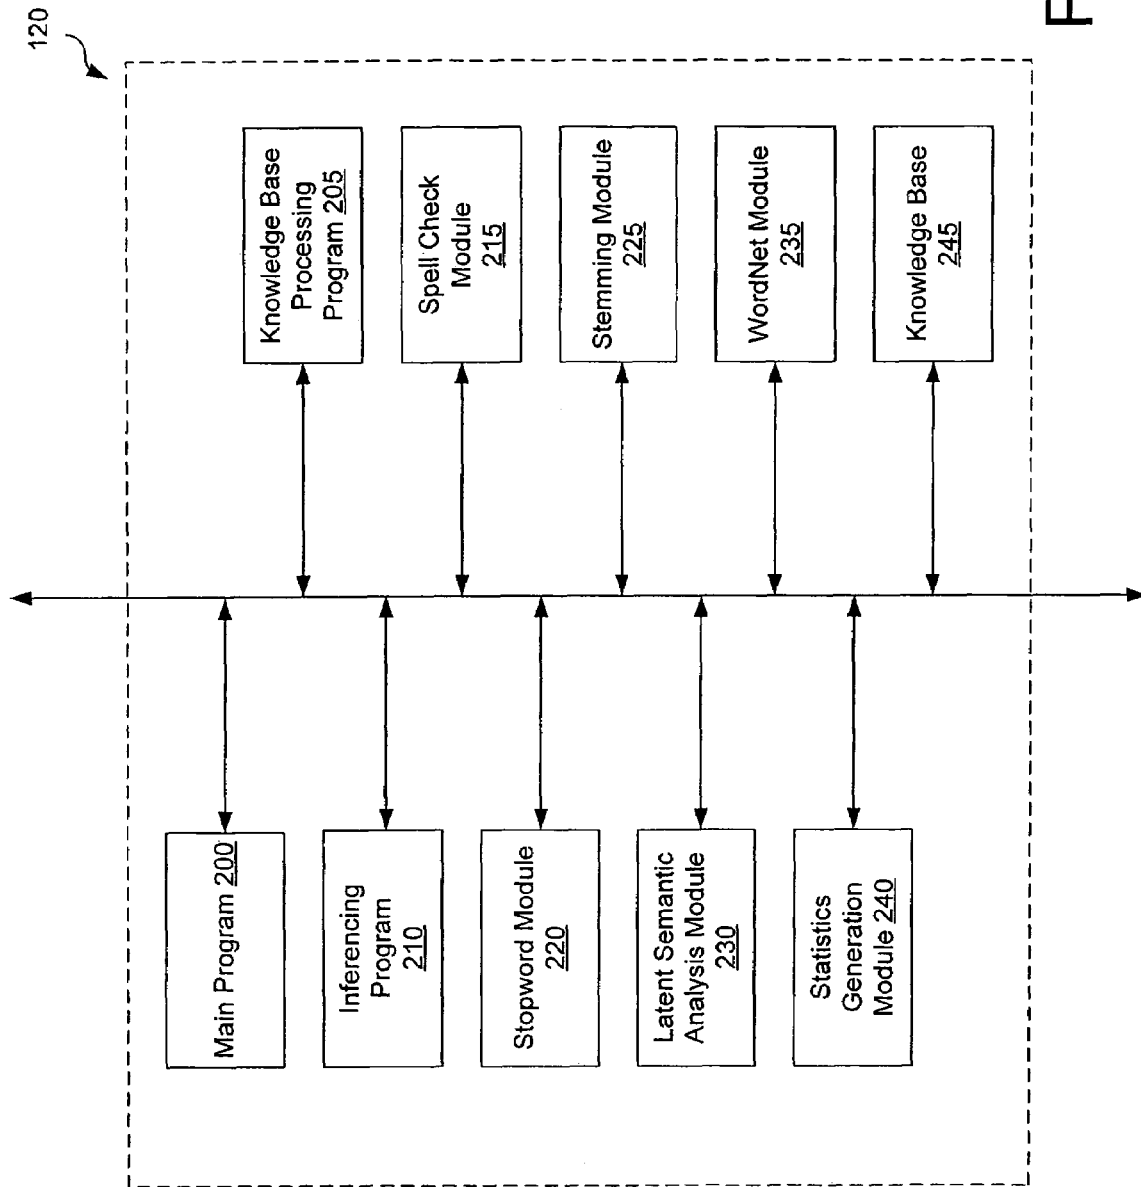 120
Main Program 200
Inferencing
Program
210
Stopword Module
220
Latent Semantic
Analysis Module
230
Statistics
Generation
Module 240
Knowledge Base
Processing
Program 205
Spell Check
Module
215
Stemming Module
225
WordNet Module
235
Knowledge Base
245
F